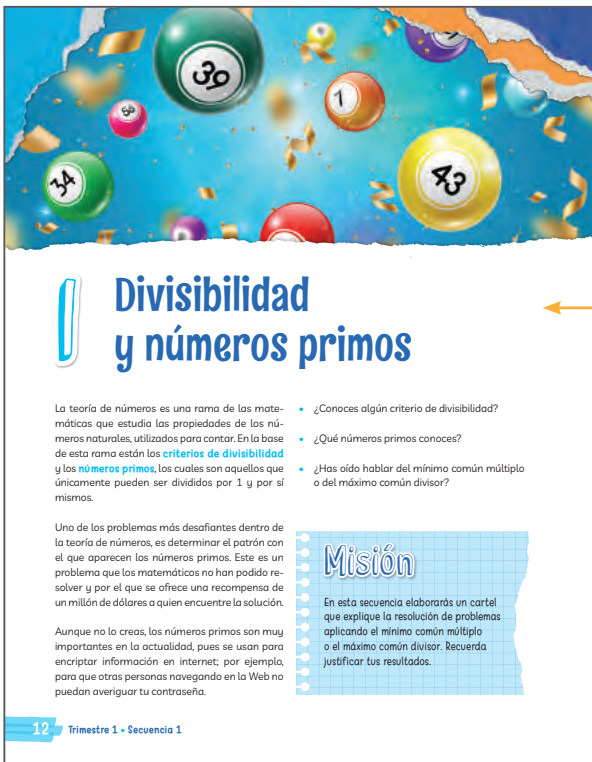 39
1
56
34
43
1
Divisibilidad
y números primos
La teoría de números es una rama de las mate-
máticas que estudia las propiedades de los nú-
meros naturales, utilizados para contar. En la base
de esta rama están los criterios de divisibilidad
y los números primos, los cuales son aquellos que
únicamente pueden ser divididos por 1 y por sí
mismos.
Uno de los problemas más desafiantes dentro de
la teoría de números, es determinar el patrón con
el que aparecen los números primos. Este es un
problema que los matemáticos no han podido re-
solver y por el que se ofrece una recompensa de
un millón de dólares a quien encuentre la solución.
Aunque no lo creas, los números primos son muy
importantes en la actualidad, pues se usan para
encriptar información en internet; por ejemplo,
para que otras personas navegando en la Web no
puedan averiguar tu contraseña.
• ¿Conoces algún criterio de divisibilidad?
• ¿Qué números primos conoces?
• ¿Has oído hablar del mínimo común múltiplo
o del máximo común divisor?
Misión
En esta secuencia elaborarás un cartel
que explique la resolución de problemas
aplicando el mínimo común múltiplo
o el máximo común divisor. Recuerda
justificar tus resultados.
12 Trimestre 1 • Secuencia 1